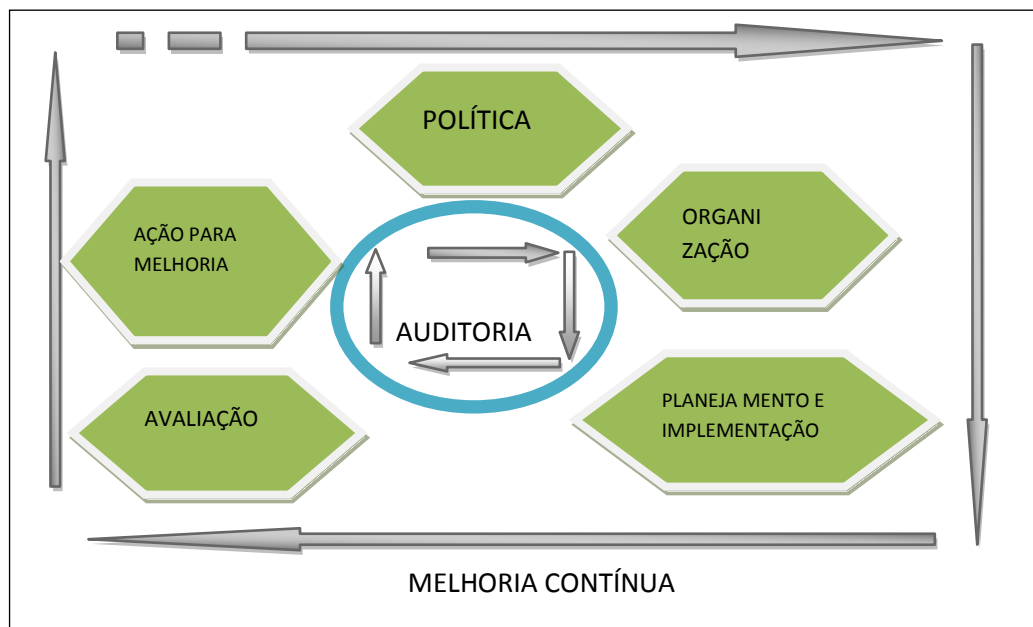 POLÍTICA
ORGANI
ZAÇÃO
AÇÃO PARA
MELHORIA
AUDITORIA
PLANEJA MENTO E
IMPLEMENTAÇÃO
AVALIAÇÃO
MELHORIA CONTÍNUA